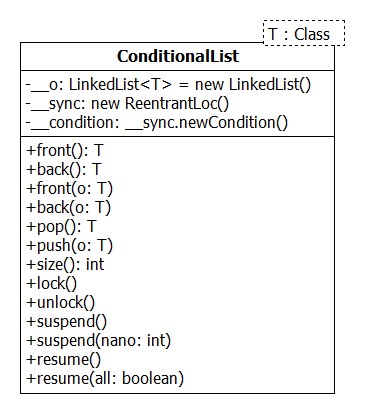 T : Class
ConditionalList
-__o: LinkedList<T> = new LinkedList()
-__sync: new ReentrantLoc()
-__condition: __sync.newCondition()
+front(): T
+back(): T
+front(o: T)
+back(o: T)
+pop(): T
+push(o: T)
+size(): int
+lock()
+unlock()
+suspend()
+suspend(nano: int)
+resume()
+resume(all: boolean)